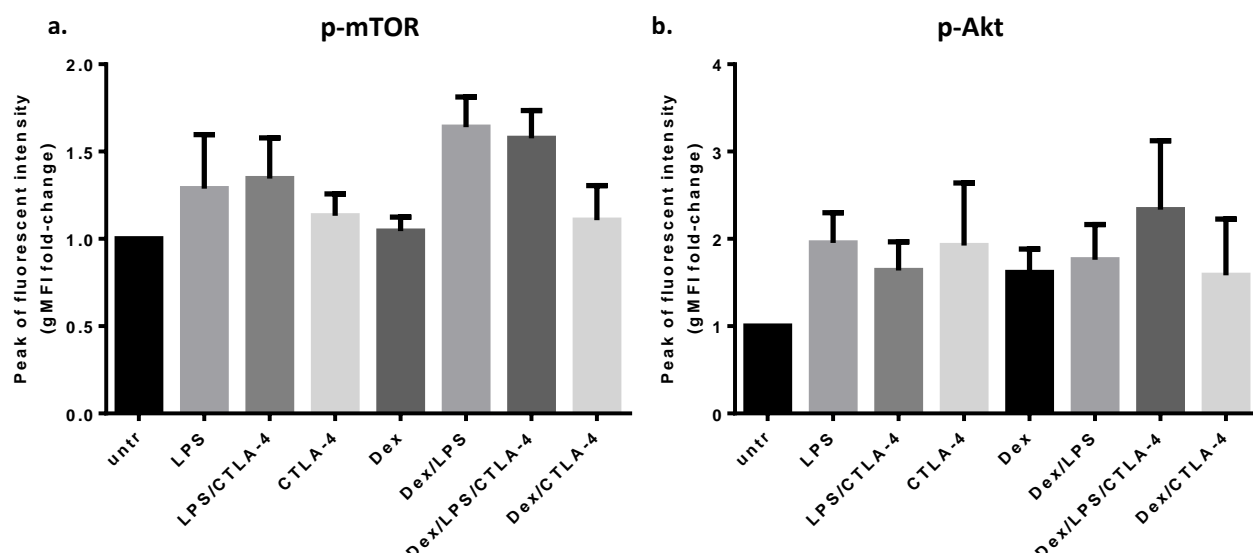 a.
p-mTOR
Peak of fluorescent intensity
(gMFI fold-change)
2.0
1.5
1.0
0.5
0.0
untr
LPS
LPS/CTLA-4
CTLA-4
Dex
Dex/LPS
Dex/LPS/CTLA-4
Dex/CTLA-4
b.
p-Akt
Peak of fluorescent intensity
(gMFI fold-change)
4
3
2
1
0
untr
LPS
LPS/CTLA-4
CTLA-4
Dex
Dex/LPS
Dex/LPS/CTLA-4
Dex/CTLA-4